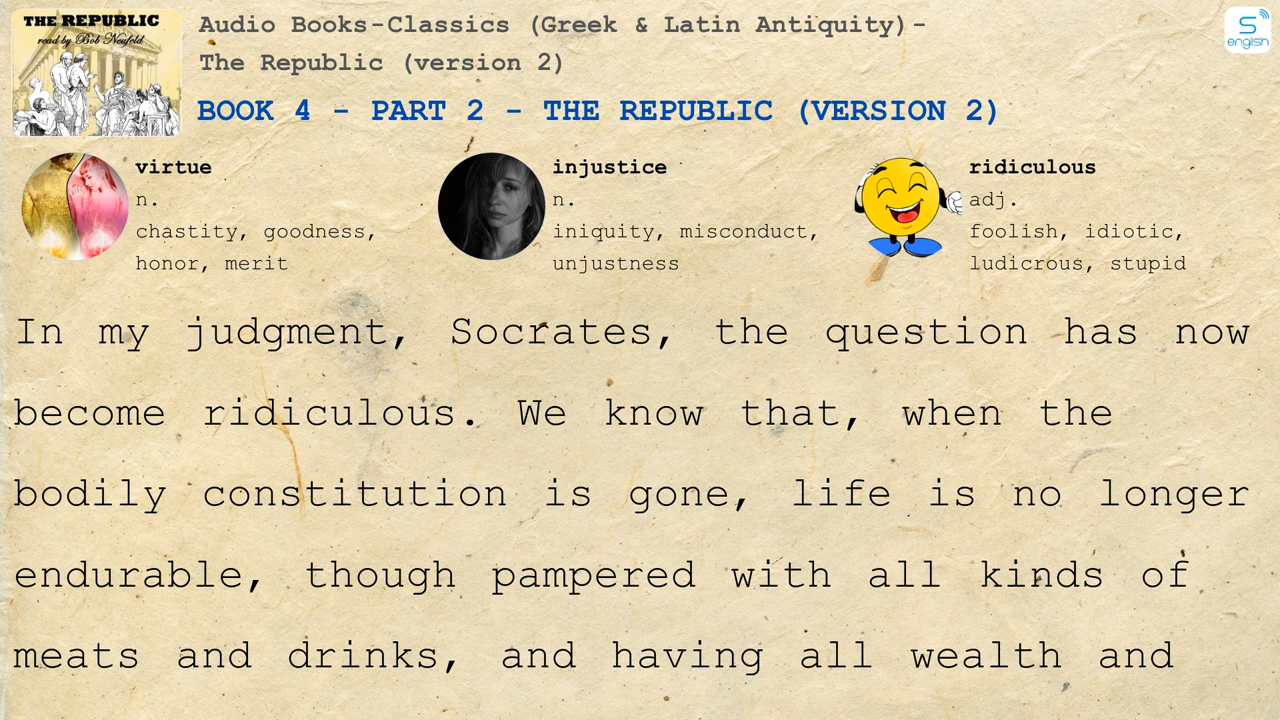 THE REPUBLIC
read by Bob Neufeld
Audio Books-Classics (Greek & Latin Antiquity)-
The Republic (version 2)
BOOK 4 - PART 2 - THE REPUBLIC (VERSION 2)
S
english
virtue
n.
chastity, goodness,
honor, merit
injustice
n.
iniquity, misconduct,
unjustness
ridiculous
adj.
foolish, idiotic,
ludicrous, stupid
In my judgment, Socrates, the question has now
become ridiculous. We know that, when the
bodily constitution is gone, life is no longer
endurable, though pampered with all kinds of
meats and drinks, and having all wealth and